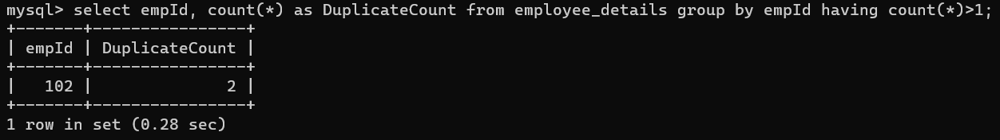 mysql> select empId, count(*) as DuplicateCount from employee_details group by empId having count(*)>1;
+-------+----------------+
| empId | DuplicateCount |
+-------+----------------+
|   102 |              2 |
+-------+----------------+
1 row in set (0.28 sec)